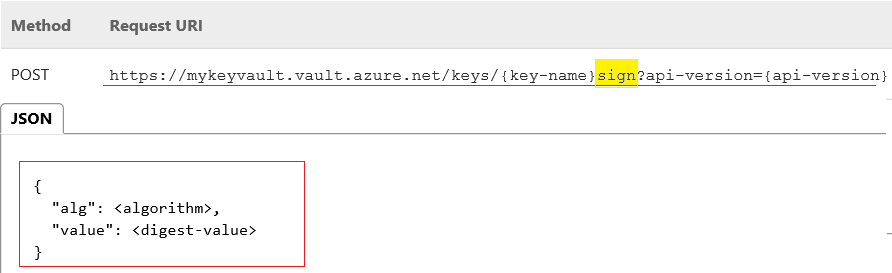 Method Request URI
POST https://mykeyvault.vault.azure.net/keys/{key-name}sign?api-version={api-version}
JSON
{
"alg": <algorithm>,
"value": <digest-value>
}